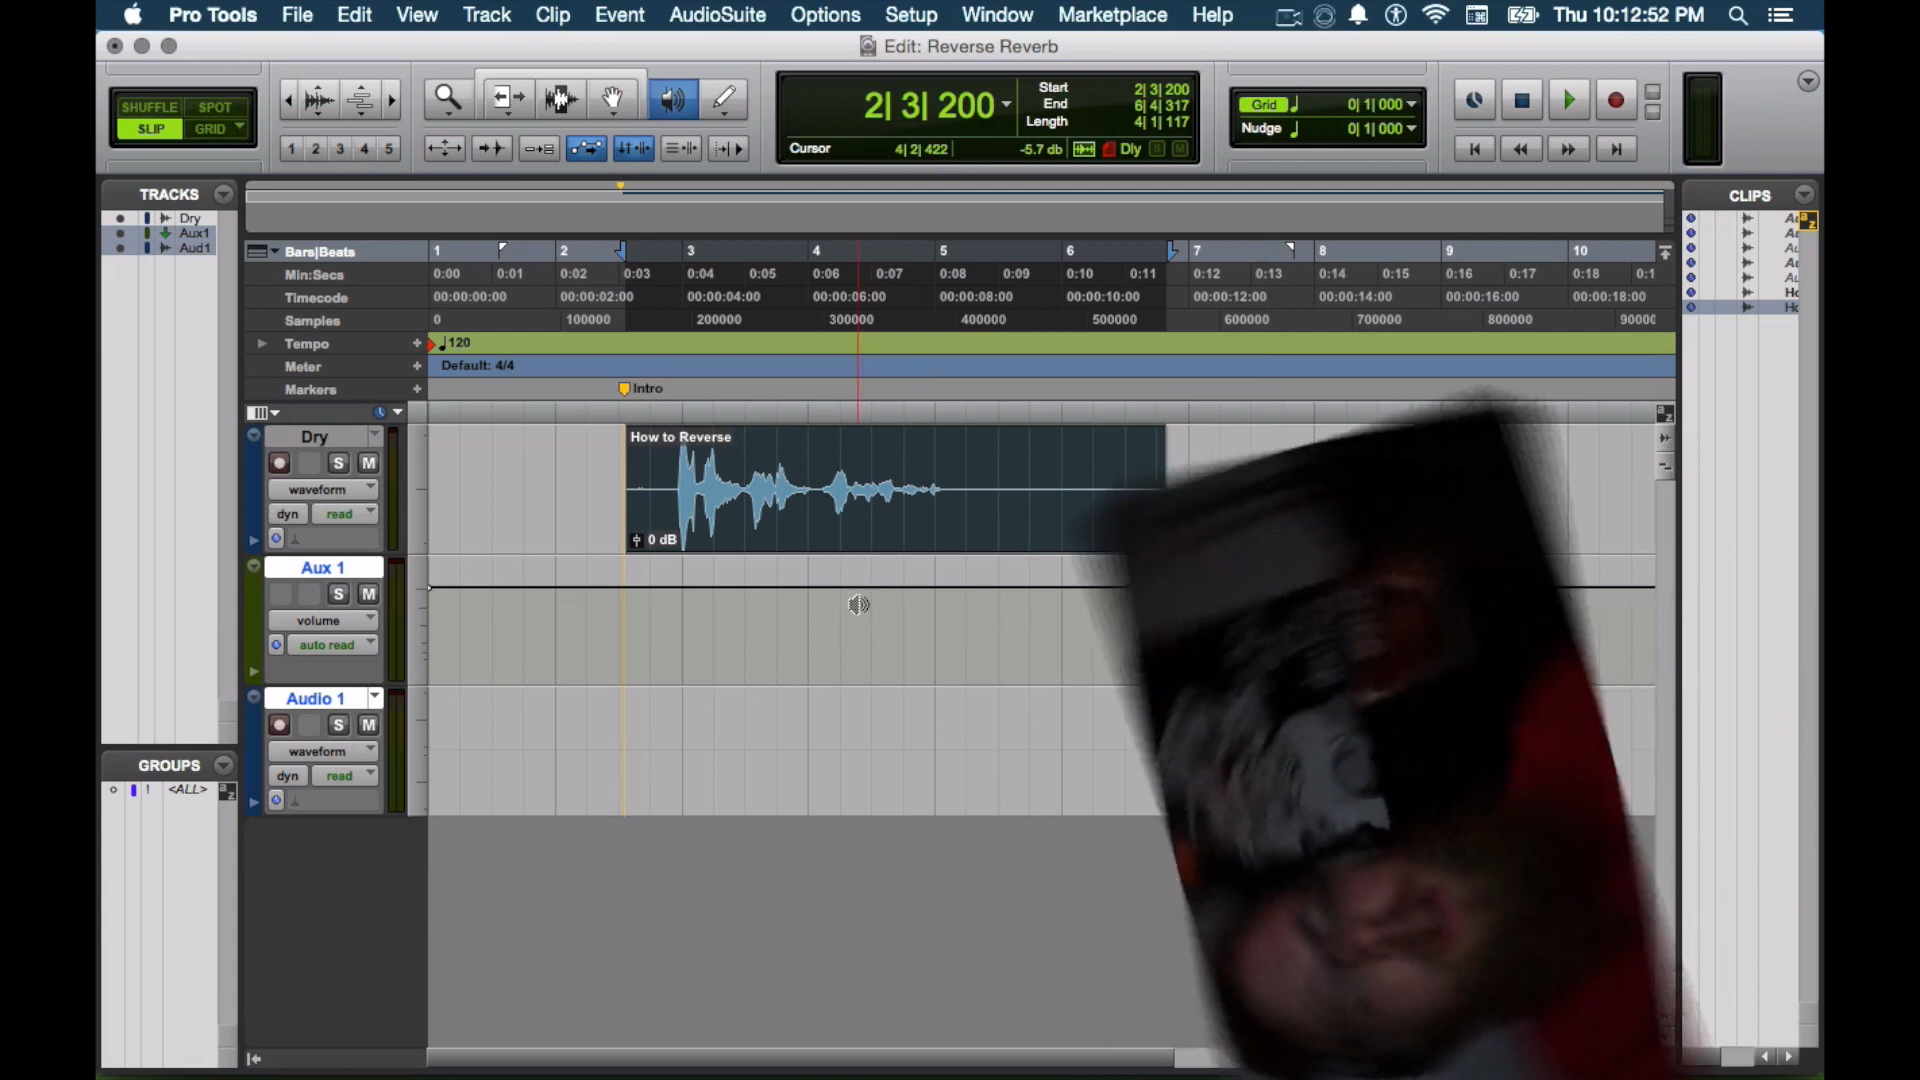 Pro Tools File Edit View Track Clip Event AudioSuite Options Setup Window Marketplace Help Thu 10:12:52 PM
Edit: Reverse Reverb
SHUFFLE SPOT
SLIP GRID
1 2 3 4 5
2| 3| 200
Start 2| 3| 200
End 6| 4| 317
Length 4| 1| 117
Cursor 4| 2| 422 -5.7 db Dly S M
Grid 0| 1| 000
Nudge 0| 1| 000
TRACKS
Dry
Aux1
Aud1
CLIPS
Bars|Beats 1 2 3 4 5 6 7 8 9 10
Min:Secs 0:00 0:01 0:02 0:03 0:04 0:05 0:06 0:07 0:08 0:09 0:10 0:11 0:12 0:13 0:14 0:15 0:16 0:17 0:18 0:1
Timecode 00:00:00:00 00:00:02:00 00:00:04:00 00:00:06:00 00:00:08:00 00:00:10:00 00:00:12:00 00:00:14:00 00:00:16:00 00:00:18:00
Samples 0 100000 200000 300000 400000 500000 600000 700000 800000 90000
Tempo 120
Meter Default: 4/4
Markers Intro
Dry
S M
waveform
dyn read
How to Reverse
0 dB
Aux 1
S M
volume
auto read
Audio 1
S M
waveform
dyn read
GROUPS
! <ALL>